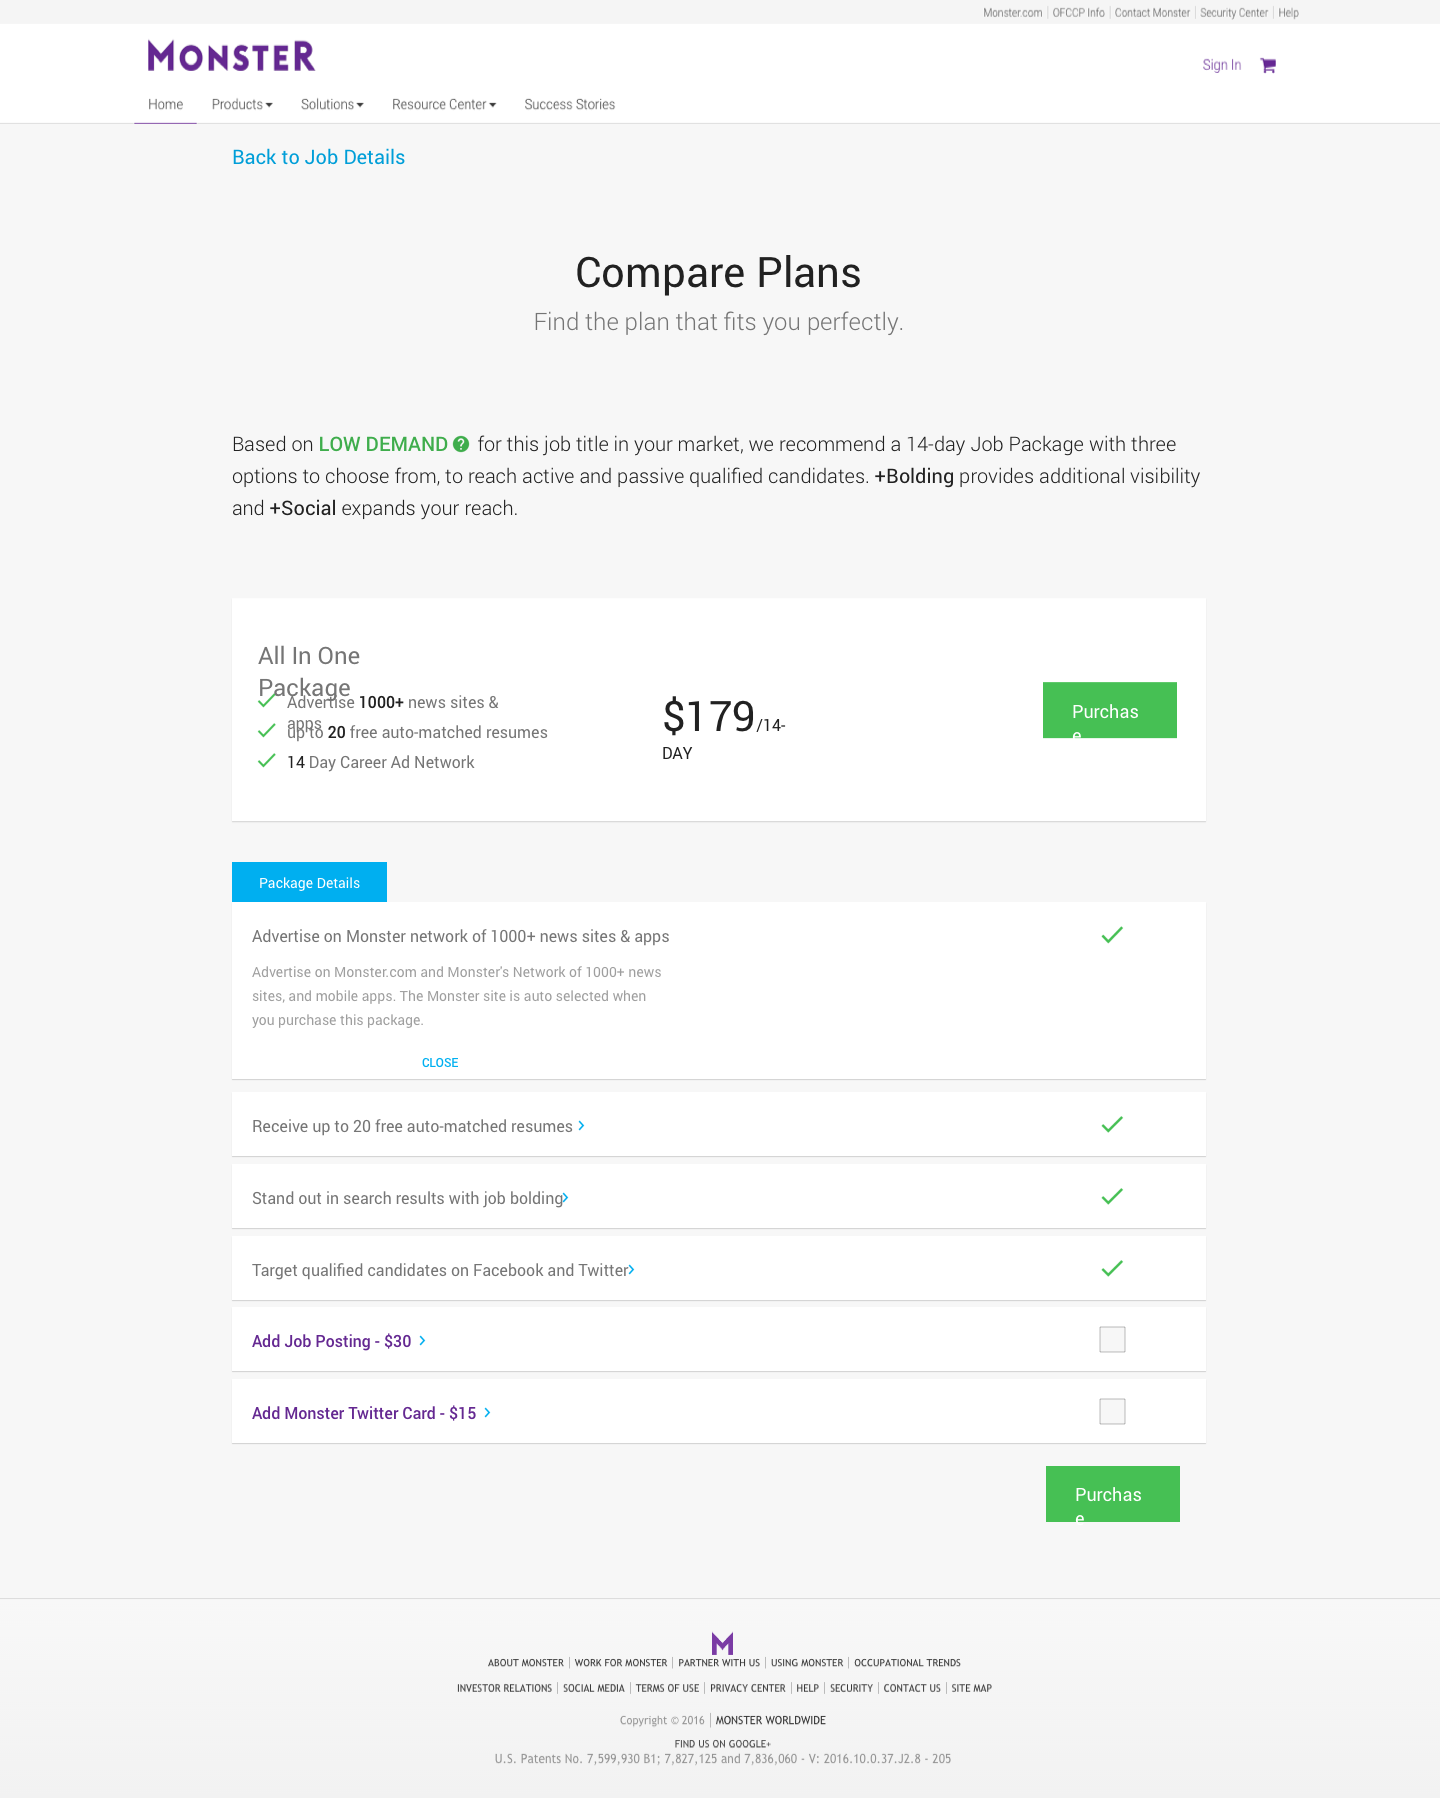 Monster.com OFCCP Info Contact Monster Security Center Help
MONSTER
Sign In
Home Products Solutions Resource Center Success Stories
Back to Job Details
Compare Plans
Find the plan that fits you perfectly.
Based on LOW DEMAND ? for this job title in your market, we recommend a 14-day Job Package with three
options to choose from, to reach active and passive qualified candidates. +Bolding provides additional visibility
and +Social expands your reach.
All In One
Package
Advertise 1000+ news sites &
apps
up to 20 free auto-matched resumes
14 Day Career Ad Network
$179/14-
DAY
Purchas
e
Package Details
Advertise on Monster network of 1000+ news sites & apps
Advertise on Monster.com and Monster's Network of 1000+ news
sites, and mobile apps. The Monster site is auto selected when
you purchase this package.
CLOSE
Receive up to 20 free auto-matched resumes
Stand out in search results with job bolding
Target qualified candidates on Facebook and Twitter
Add Job Posting - $30
Add Monster Twitter Card - $15
Purchas
e
M
ABOUT MONSTER WORK FOR MONSTER PARTNER WITH US USING MONSTER OCCUPATIONAL TRENDS
INVESTOR RELATIONS SOCIAL MEDIA TERMS OF USE PRIVACY CENTER HELP SECURITY CONTACT US SITE MAP
Copyright © 2016 MONSTER WORLDWIDE
FIND US ON GOOGLE+
U.S. Patents No. 7,599,930 B1; 7,827,125 and 7,836,060 - V: 2016.10.0.37.J2.8 - 205